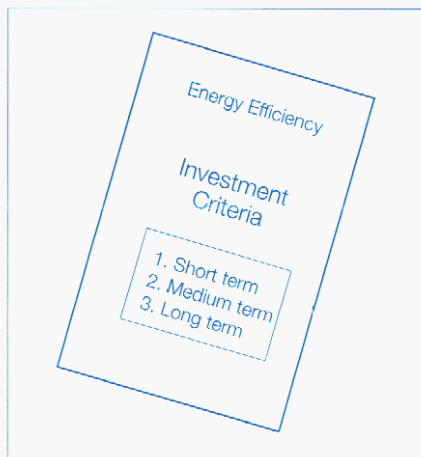 Energy Efficiency
Investment
Criteria
1. Short term
2. Medium term
3. Long term